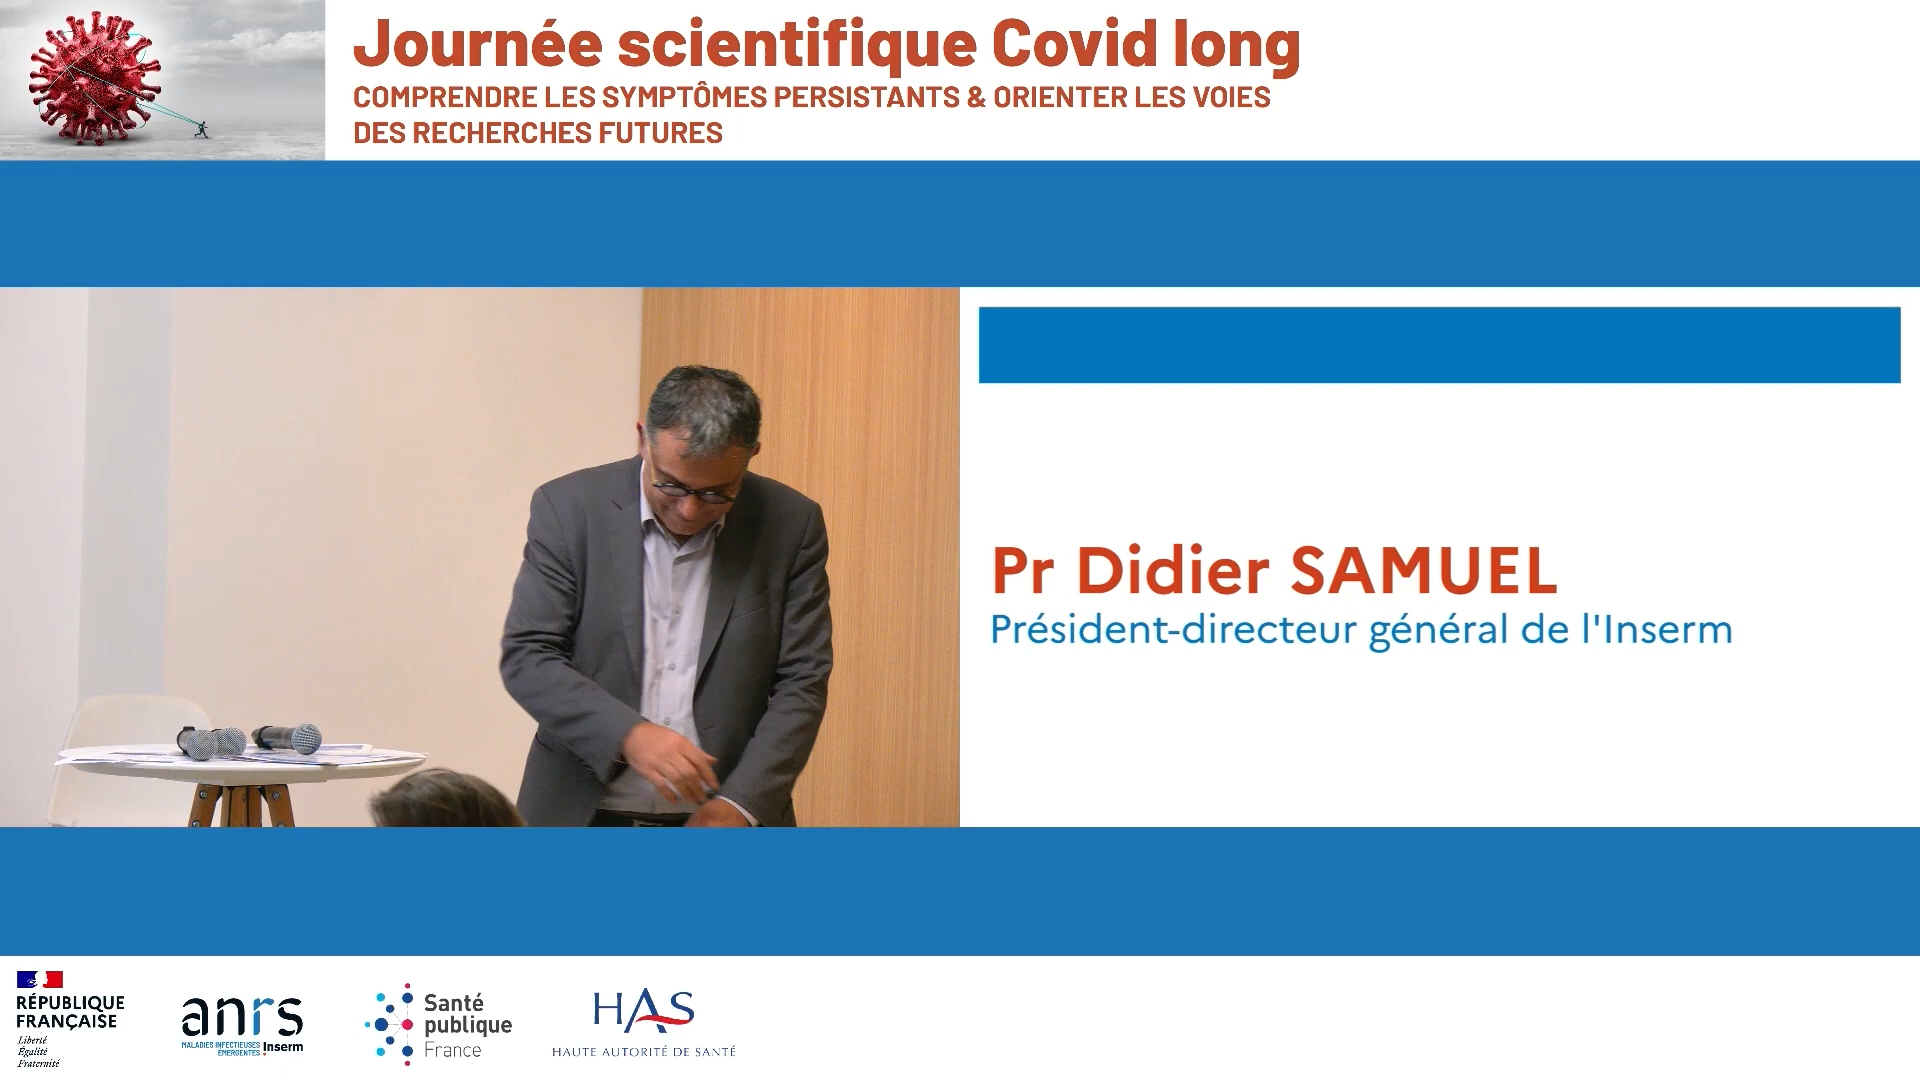 Journée scientifique Covid long
COMPRENDRE LES SYMPTÔMES PERSISTANTS & ORIENTER LES VOIES
DES RECHERCHES FUTURES
Pr Didier SAMUEL
Président-directeur général de l'Inserm
RÉPUBLIQUE
FRANÇAISE
Liberté
Égalité
Fraternité
anrs
MALADIES INFECTIEUSES
ÉMERGENTES
Inserm
Santé
publique
France
HAS
HAUTE AUTORITÉ DE SANTÉ